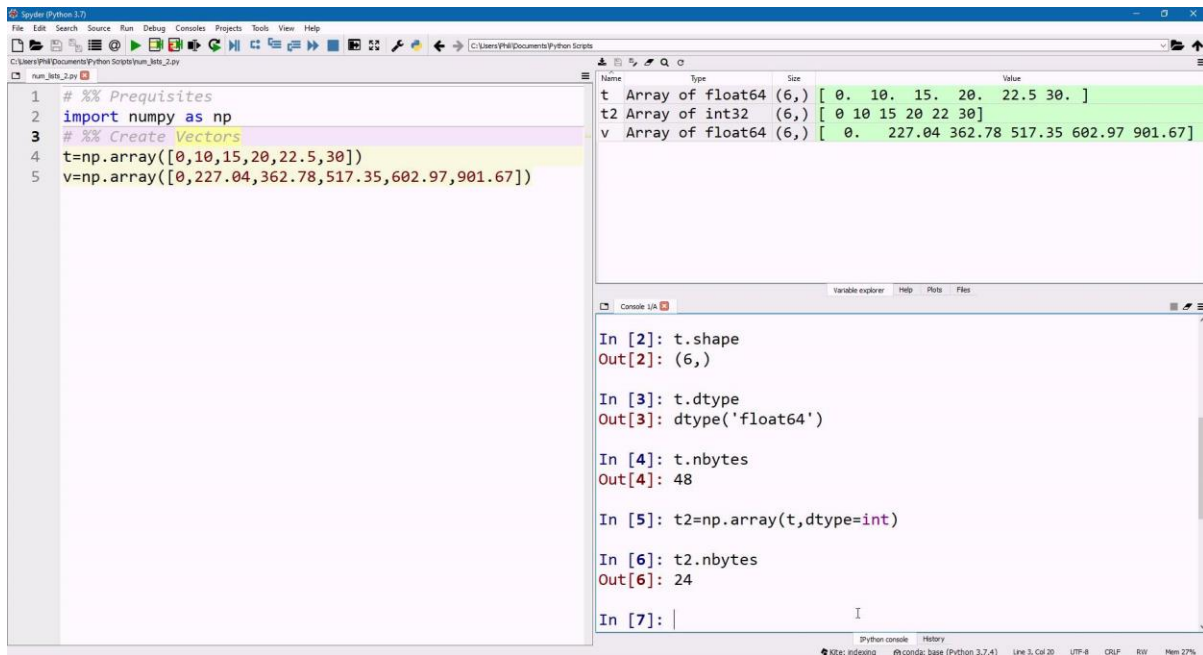 Spyder (Python 3.7)
File Edit Search Source Run Debug Consoles Projects Tools View Help
C:\Users\Phil\Documents\Python Scripts
C:\Users\Phil\Documents\Python Scripts\num_lists_2.py
num_lists_2.py
1 # %% Prequisites
2 import numpy as np
3 # %% Create Vectors
4 t=np.array([0,10,15,20,22.5,30])
5 v=np.array([0,227.04,362.78,517.35,602.97,901.67])
Name Type Size Value
t Array of float64 (6,) [ 0. 10. 15. 20. 22.5 30. ]
t2 Array of int32 (6,) [ 0 10 15 20 22 30]
v Array of float64 (6,) [ 0. 227.04 362.78 517.35 602.97 901.67]
Variable explorer Help Plots Files
Console 1/A
In [2]: t.shape
Out[2]: (6,)
In [3]: t.dtype
Out[3]: dtype('float64')
In [4]: t.nbytes
Out[4]: 48
In [5]: t2=np.array(t,dtype=int)
In [6]: t2.nbytes
Out[6]: 24
In [7]:
IPython console History
Kite: indexing conda: base (Python 3.7.4) Line 3, Col 20 UTF-8 CRLF RW Mem 27%